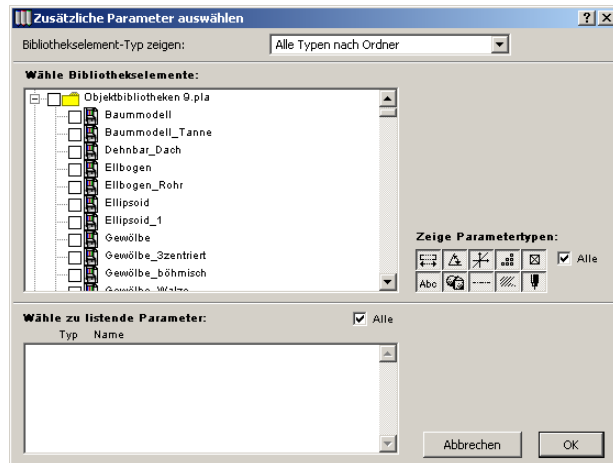 Zusätzliche Parameter auswählen
Bibliothekselement-Typ zeigen:
Alle Typen nach Ordner
Wähle Bibliothekselemente:
Objektbibliotheken 9.pla
Baummodell
Baummodell_Tanne
Dehnbar_Dach
Ellbogen
Ellbogen_Rohr
Ellipsoid
Ellipsoid_1
Gewölbe
Gewölbe_3zentriert
Gewölbe_böhmisch
Gewölbe_Walze
Zeige Parametertypen:
Alle
Abc
Wähle zu listende Parameter:
Alle
Typ Name
Abbrechen
OK